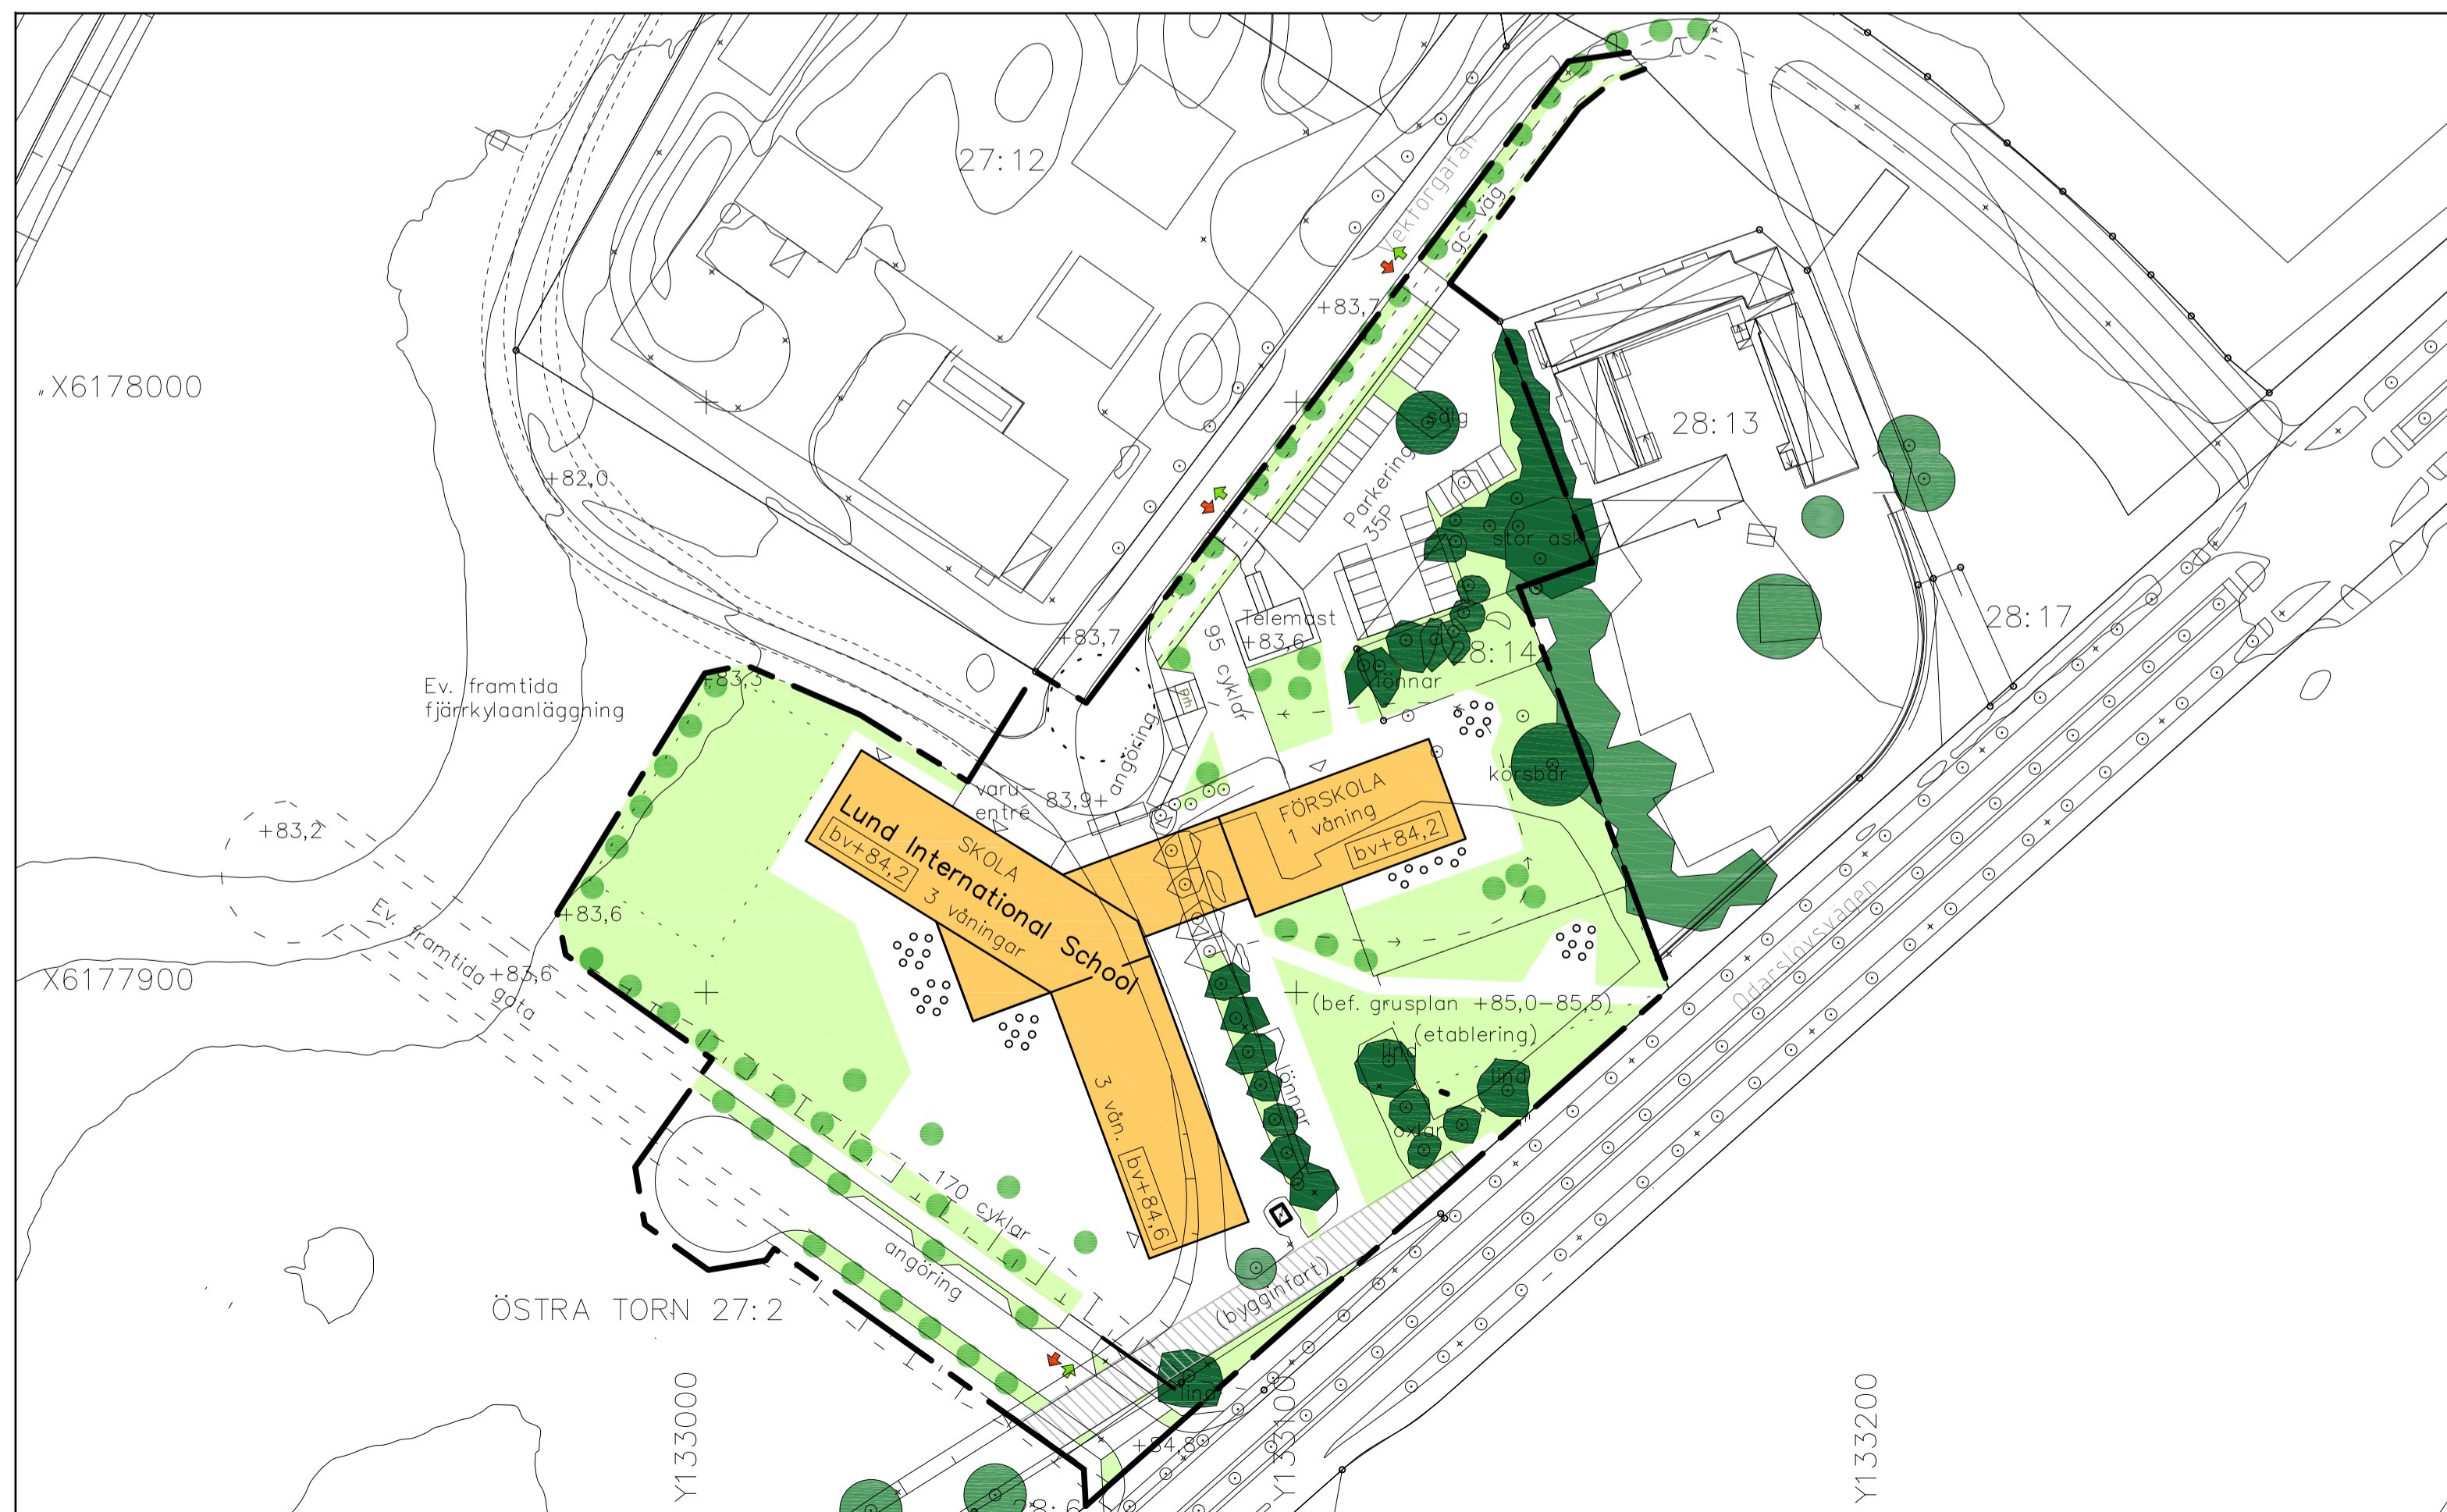 27:12
Vektorgatan
gc-väg
+83,7
X6178000
sälg
28:13
+82,0
Parkering
35P
stor ask
Telemast
+83,6
28:17
+83,7
95 cyklar
28:14
lönnar
+83,3
Ev. framtida
fjärrkylaanläggning
angöring
körsbär
varu-
entré
83,9+
FÖRSKOLA
1 våning
bv+84,2
+83,2
SKOLA
Lund International School
bv+84,2
3 våningar
+83,6
Ev. framtida gata
+83,6
X6177900
Odarslövsvägen
(bef. grusplan +85,0-85,5)
(etablering)
lind
lind
lönnar
oxlar
3 vån.
bv+84,6
170 cyklar
angöring
(bygginfart)
ÖSTRA TORN 27:2
lind
+84,8
Y133000
Y133100
Y133200